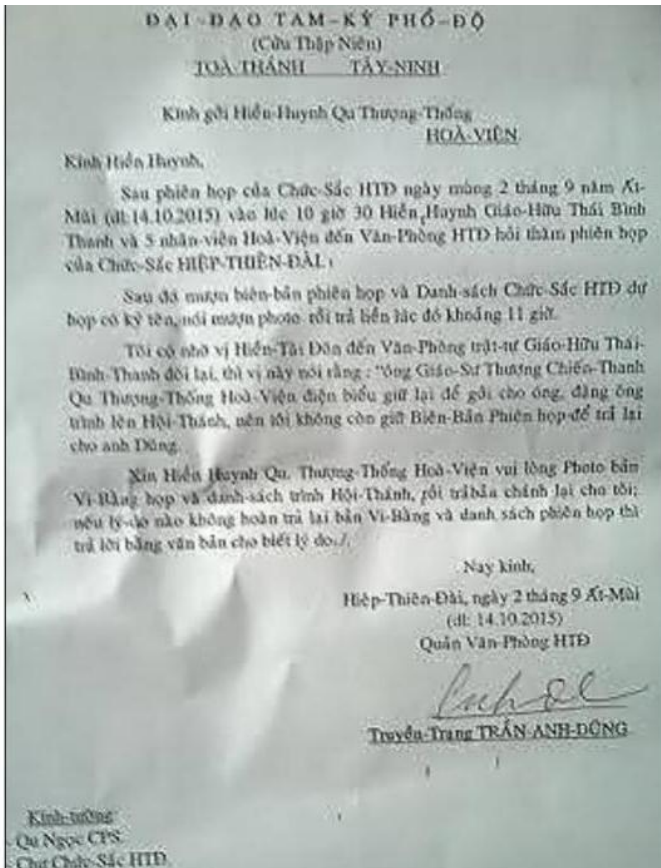 ĐẠI-ĐẠO TAM-KỲ PHỔ-ĐỘ
(Cửu Thập Niên)
TOÀ-THÁNH TÂY-NINH
Kính gởi Hiền-Huynh Qu Thượng-Thống
HOÀ-VIỆN
Kính Hiền Huynh,
Sau phiên họp của Chức-Sắc HTĐ ngày mùng 2 tháng 9 năm Ất-
Mùi (dl:14.10.2015) vào lúc 10 giờ 30 Hiền Huynh Giáo-Hữu Thái Bình
Thanh và 5 nhân-viên Hoà-Viện đến Văn-Phòng HTĐ hỏi thăm phiên họp
của Chức-Sắc HIỆP-THIÊN-ĐÀI.
Sau đó mượn biên-bản phiên họp và Danh-sách Chức-Sắc HTĐ dự
họp có ký tên, nói mượn photo rồi trả liền lúc đó khoảng 11 giờ.
Tôi có nhờ vị Hiền-Tài Đôn đến Văn-Phòng trật-tự Giáo-Hữu Thái-
Bình-Thanh đòi lại, thì vị này nói rằng : "ông Giáo-Sư Thượng Chiến-Thanh
Qu Thượng-Thống Hoà-Viện điện biểu giữ lại để gởi cho ông, đặng ông
trình lên Hội-Thánh, nên tôi không còn giữ Biên-Bản Phiên họp để trả lại
cho anh Dũng.
Xin Hiền Huynh Qu. Thượng-Thống Hoà-Viện vui lòng Photo bản
Vi-Bằng họp và danh-sách trình Hội-Thánh, rồi trả bản chánh lại cho tôi;
nếu lý-do nào không hoàn trả lại bản Vi-Bằng và danh sách phiên họp thì
trả lời bằng văn bản cho biết lý do./.
Nay kính,
Hiệp-Thiên-Đài, ngày 2 tháng 9 Ất-Mùi
(dl: 14.10.2015)
Quản Văn-Phòng HTĐ
Truyền-Trạng TRẦN ANH-DŨNG
Kính-tường
- Qu Ngọc CPS
- Chư Chức-Sắc HTĐ